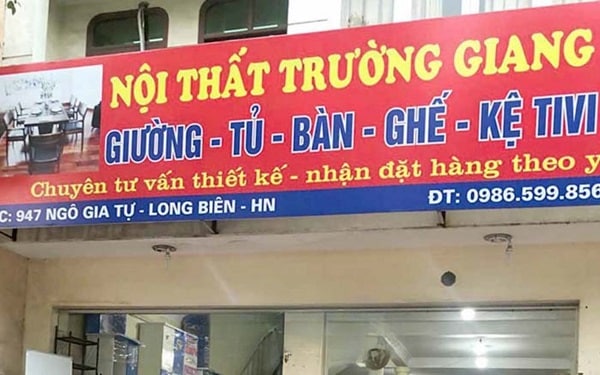 NỘI THẤT TRƯỜNG GIANG
GIƯỜNG - TỦ - BÀN - GHẾ - KỆ TIVI
Chuyên tư vấn thiết kế - nhận đặt hàng theo y
C: 947 NGÔ GIA TỰ - LONG BIÊN - HN ĐT: 0986.599.856